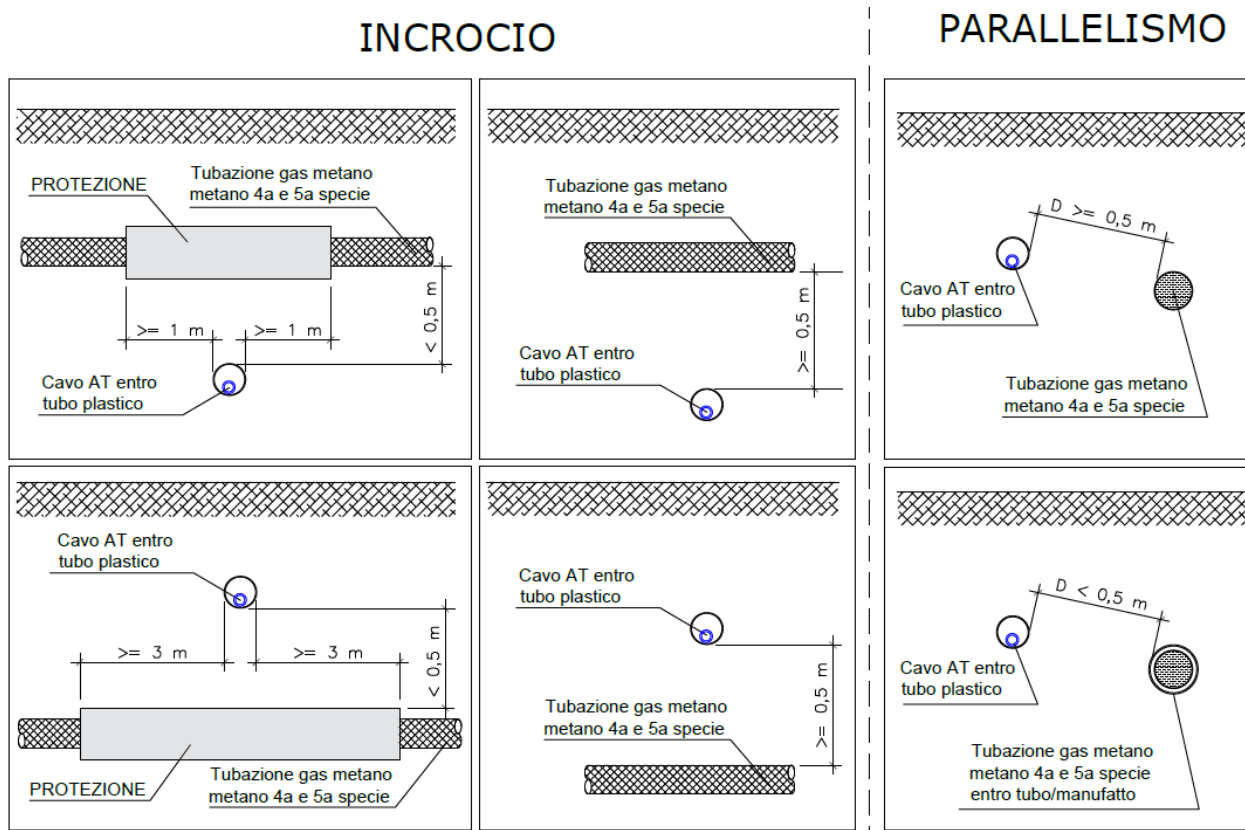 INCROCIO
PARALLELISMO
PROTEZIONE
Tubazione gas metano
metano 4a e 5a specie
>= 1 m
>= 1 m
< 0,5 m
Cavo AT entro
tubo plastico
Tubazione gas metano
metano 4a e 5a specie
>= 0,5 m
Cavo AT entro
tubo plastico
D >= 0,5 m
Cavo AT entro
tubo plastico
Tubazione gas metano
metano 4a e 5a specie
Cavo AT entro
tubo plastico
>= 3 m
>= 3 m
< 0,5 m
PROTEZIONE
Tubazione gas metano
metano 4a e 5a specie
Cavo AT entro
tubo plastico
>= 0,5 m
Tubazione gas metano
metano 4a e 5a specie
D < 0,5 m
Cavo AT entro
tubo plastico
Tubazione gas metano
metano 4a e 5a specie
entro tubo/manufatto